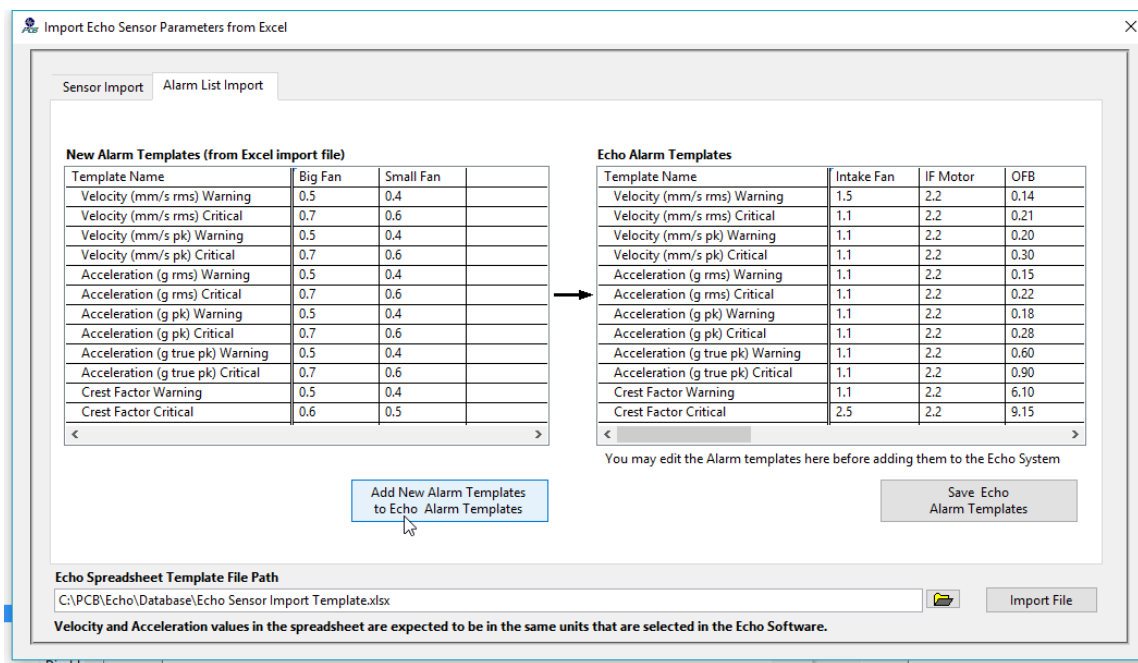 Import Echo Sensor Parameters from Excel
Sensor Import Alarm List Import
New Alarm Templates (from Excel import file)
Template Name Big Fan Small Fan
Velocity (mm/s rms) Warning 0.5 0.4
Velocity (mm/s rms) Critical 0.7 0.6
Velocity (mm/s pk) Warning 0.5 0.4
Velocity (mm/s pk) Critical 0.7 0.6
Acceleration (g rms) Warning 0.5 0.4
Acceleration (g rms) Critical 0.7 0.6
Acceleration (g pk) Warning 0.5 0.4
Acceleration (g pk) Critical 0.7 0.6
Acceleration (g true pk) Warning 0.5 0.4
Acceleration (g true pk) Critical 0.7 0.6
Crest Factor Warning 0.5 0.4
Crest Factor Critical 0.6 0.5
Add New Alarm Templates
to Echo Alarm Templates
Echo Alarm Templates
Template Name Intake Fan IF Motor OFB
Velocity (mm/s rms) Warning 1.5 2.2 0.14
Velocity (mm/s rms) Critical 1.1 2.2 0.21
Velocity (mm/s pk) Warning 1.1 2.2 0.20
Velocity (mm/s pk) Critical 1.1 2.2 0.30
Acceleration (g rms) Warning 1.1 2.2 0.15
Acceleration (g rms) Critical 1.1 2.2 0.22
Acceleration (g pk) Warning 1.1 2.2 0.18
Acceleration (g pk) Critical 1.1 2.2 0.28
Acceleration (g true pk) Warning 1.1 2.2 0.60
Acceleration (g true pk) Critical 1.1 2.2 0.90
Crest Factor Warning 1.1 2.2 6.10
Crest Factor Critical 2.5 2.2 9.15
You may edit the Alarm templates here before adding them to the Echo System
Save Echo
Alarm Templates
Echo Spreadsheet Template File Path
C:\PCB\Echo\Database\Echo Sensor Import Template.xlsx
Import File
Velocity and Acceleration values in the spreadsheet are expected to be in the same units that are selected in the Echo Software.